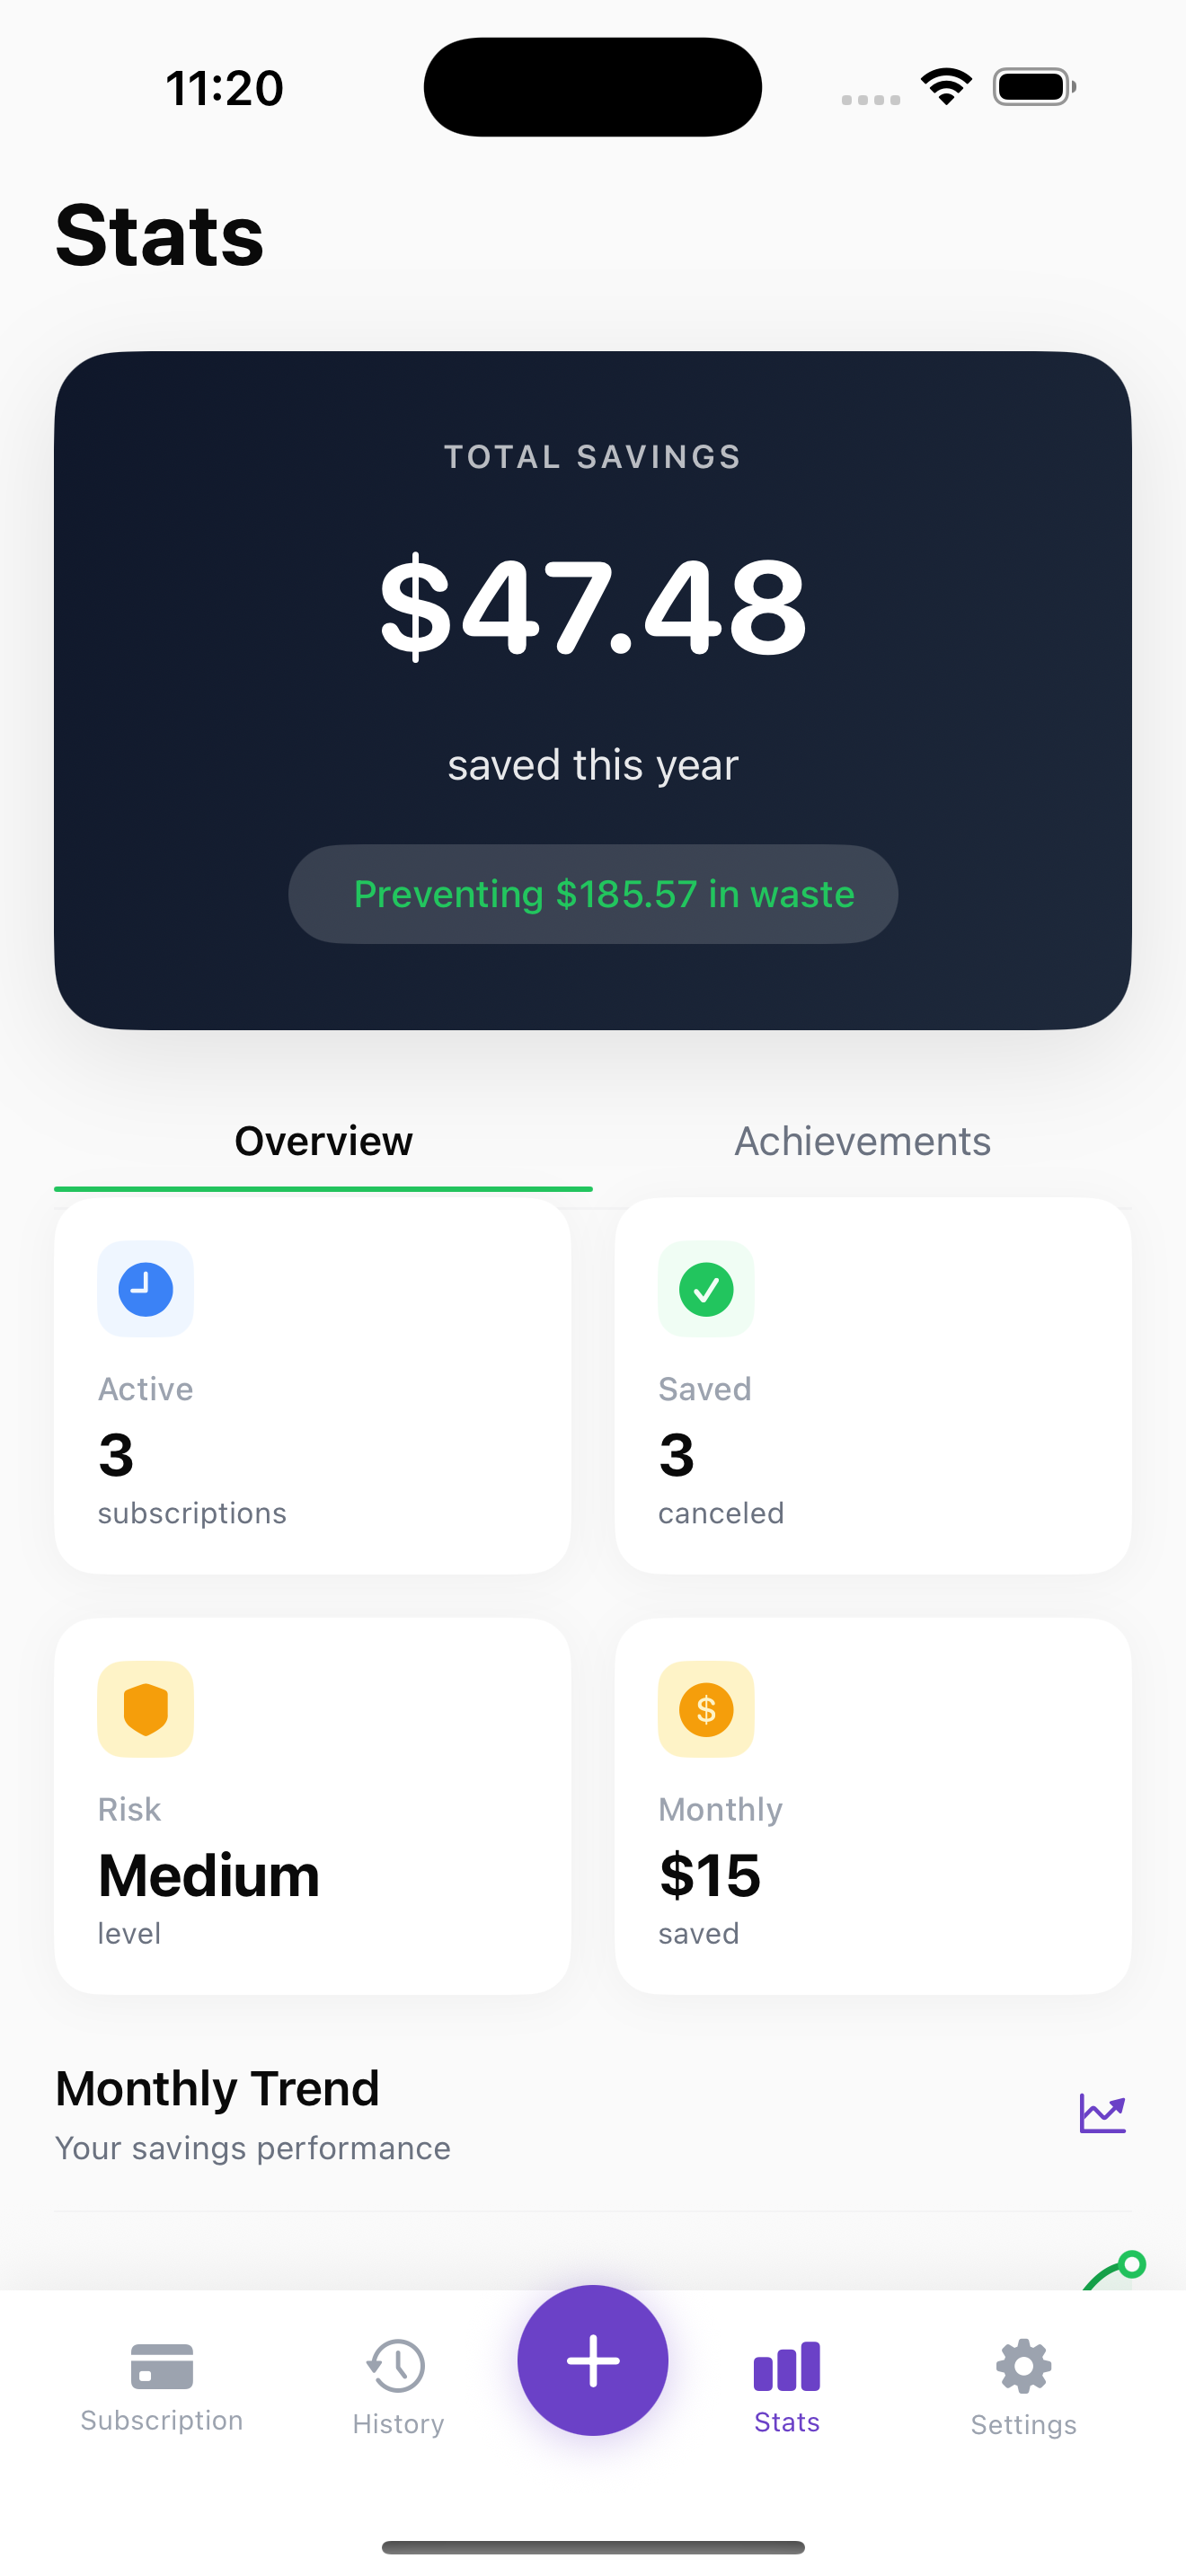 11:20
Stats
TOTAL SAVINGS
$47.48
saved this year
Preventing $185.57 in waste
Overview
Achievements
Active
3
subscriptions
Saved
3
canceled
Risk
Medium
level
$
Monthly
$15
saved
Monthly Trend
Your savings performance
Subscription
History
Stats
Settings